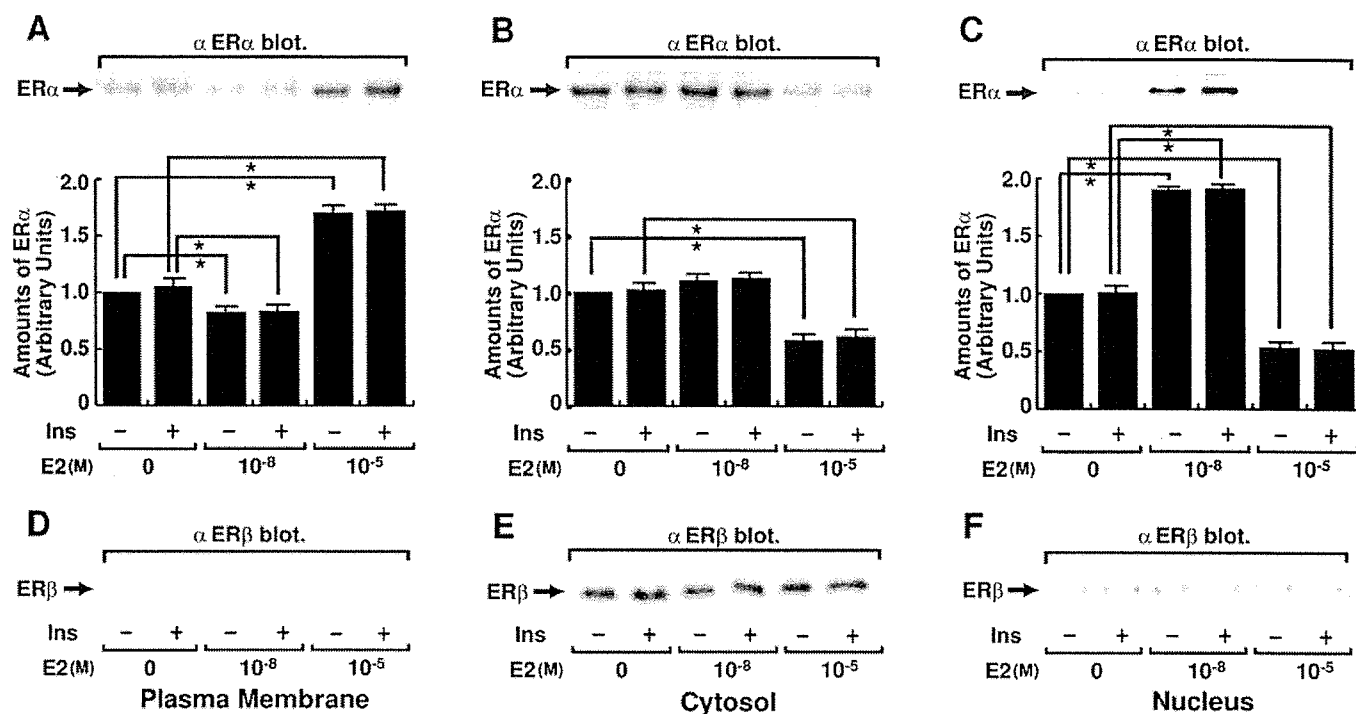 A
α ERα blot.
ERα
* *
* *
Amounts of ERα
(Arbitrary Units)
2.0
1.5
1.0
0.5
0
Ins – + – + – +
E2(M) 0 10⁻⁸ 10⁻⁵
B
α ERα blot.
ERα
* *
Amounts of ERα
(Arbitrary Units)
2.0
1.5
1.0
0.5
0
Ins – + – + – +
E2(M) 0 10⁻⁸ 10⁻⁵
C
α ERα blot.
ERα
* *
* *
Amounts of ERα
(Arbitrary Units)
2.0
1.5
1.0
0.5
0
Ins – + – + – +
E2(M) 0 10⁻⁸ 10⁻⁵
D
α ERβ blot.
ERβ
Ins – + – + – +
E2(M) 0 10⁻⁸ 10⁻⁵
Plasma Membrane
E
α ERβ blot.
ERβ
Ins – + – + – +
E2(M) 0 10⁻⁸ 10⁻⁵
Cytosol
F
α ERβ blot.
ERβ
Ins – + – + – +
E2(M) 0 10⁻⁸ 10⁻⁵
Nucleus